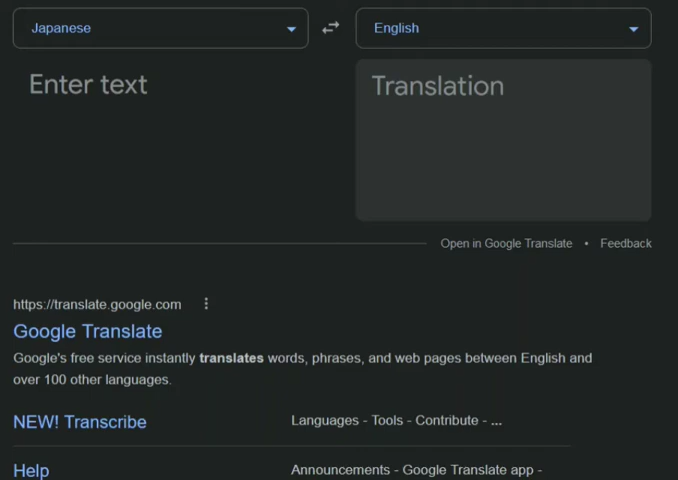 Japanese English
Enter text Translation
Open in Google Translate • Feedback
https://translate.google.com
Google Translate
Google's free service instantly translates words, phrases, and web pages between English and
over 100 other languages.
NEW! Transcribe Languages - Tools - Contribute - ...
Help Announcements - Google Translate app -